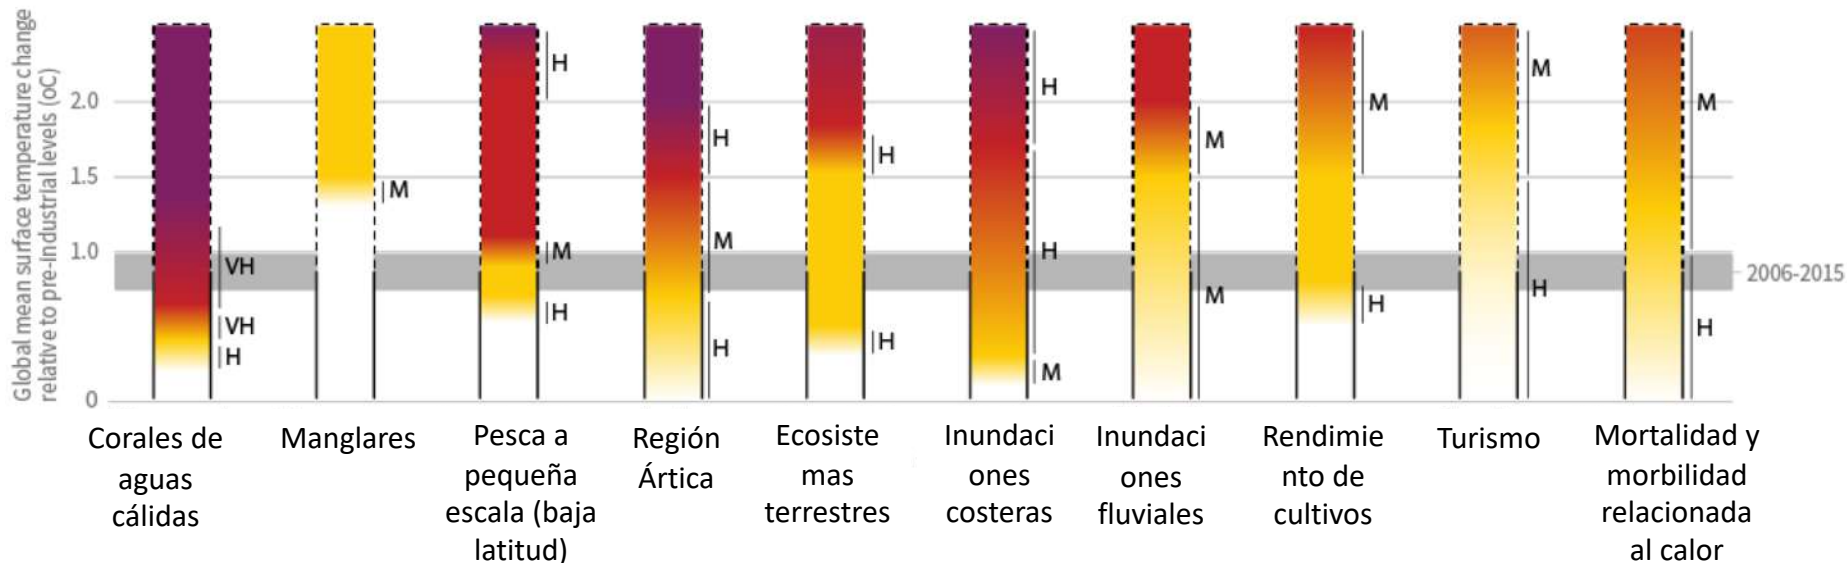 Global mean surface temperature change
relative to pre-Industrial levels (oC)
2.0
1.5
1.0
0
VH
VH
H
M
H
M
H
H
M
H
H
H
H
H
M
M
M
M
H
M
H
M
H
2006-2015
Corales de
aguas
cálidas
Manglares
Pesca a
pequeña
escala (baja
latitud)
Región
Ártica
Ecosiste
mas
terrestres
Inundaci
ones
costeras
Inundaci
ones
fluviales
Rendimie
nto de
cultivos
Turismo
Mortalidad y
morbilidad
relacionada
al calor